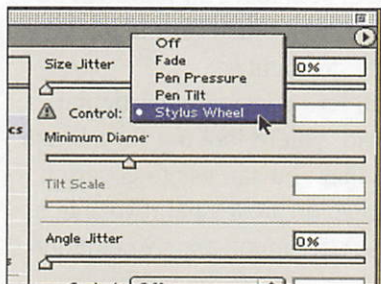 Off
Fade
Pen Pressure
Pen Tilt
Stylus Wheel
Size Jitter
0%
Control:
cs
Minimum Diame
Tilt Scale
Angle Jitter
0%